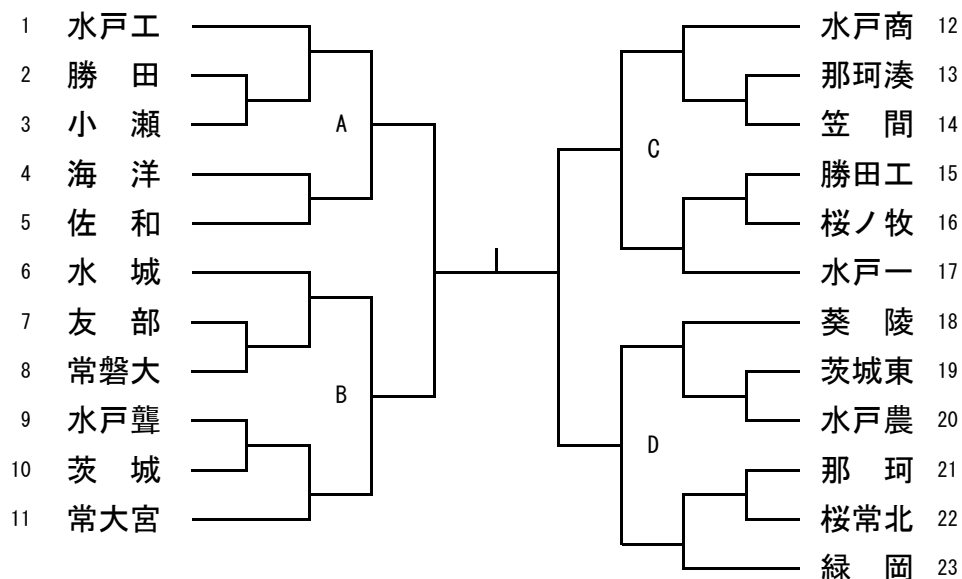 1 水戸工
2 勝　田
3 小　瀬
4 海　洋
5 佐　和
6 水　城
7 友　部
8 常磐大
9 水戸聾
10 茨　城
11 常大宮
A
B
C
D
水戸商 12
那珂湊 13
笠　間 14
勝田工 15
桜ノ牧 16
水戸一 17
葵　陵 18
茨城東 19
水戸農 20
那　珂 21
桜常北 22
緑　岡 23